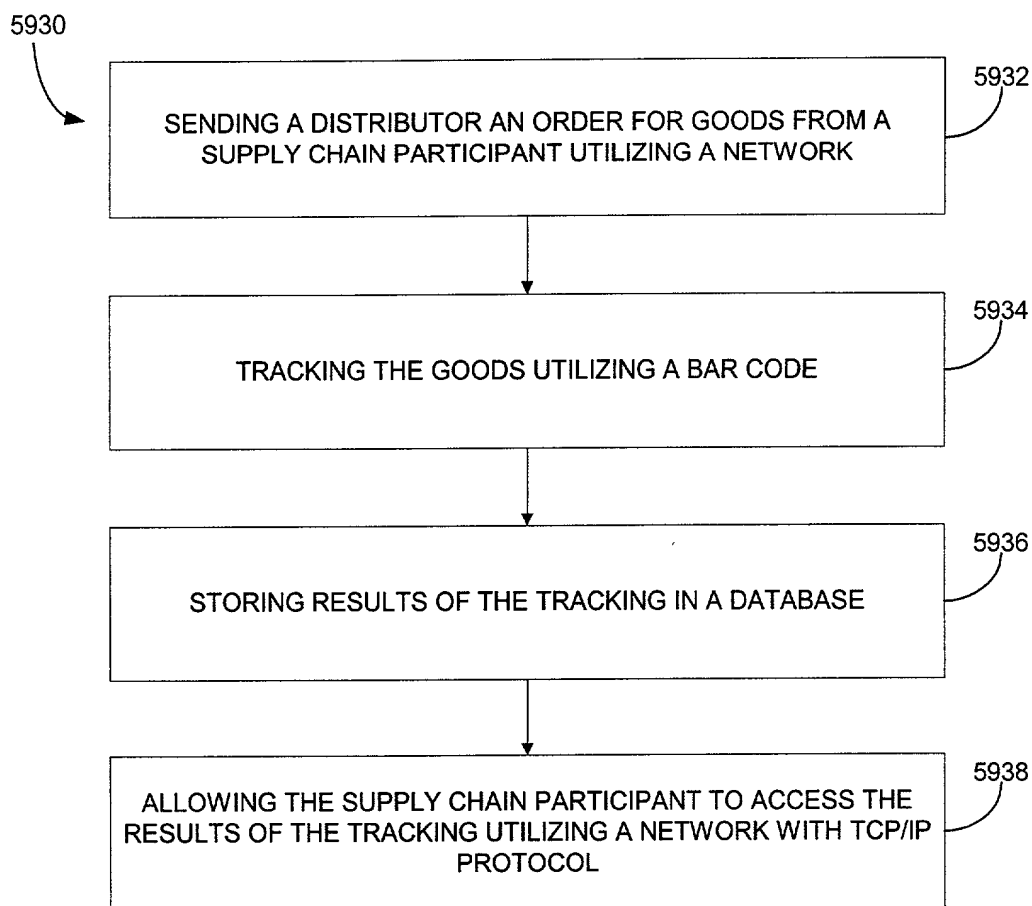 5930
5932
SENDING A DISTRIBUTOR AN ORDER FOR GOODS FROM A
SUPPLY CHAIN PARTICIPANT UTILIZING A NETWORK
5934
TRACKING THE GOODS UTILIZING A BAR CODE
5936
STORING RESULTS OF THE TRACKING IN A DATABASE
5938
ALLOWING THE SUPPLY CHAIN PARTICIPANT TO ACCESS THE
RESULTS OF THE TRACKING UTILIZING A NETWORK WITH TCP/IP
PROTOCOL